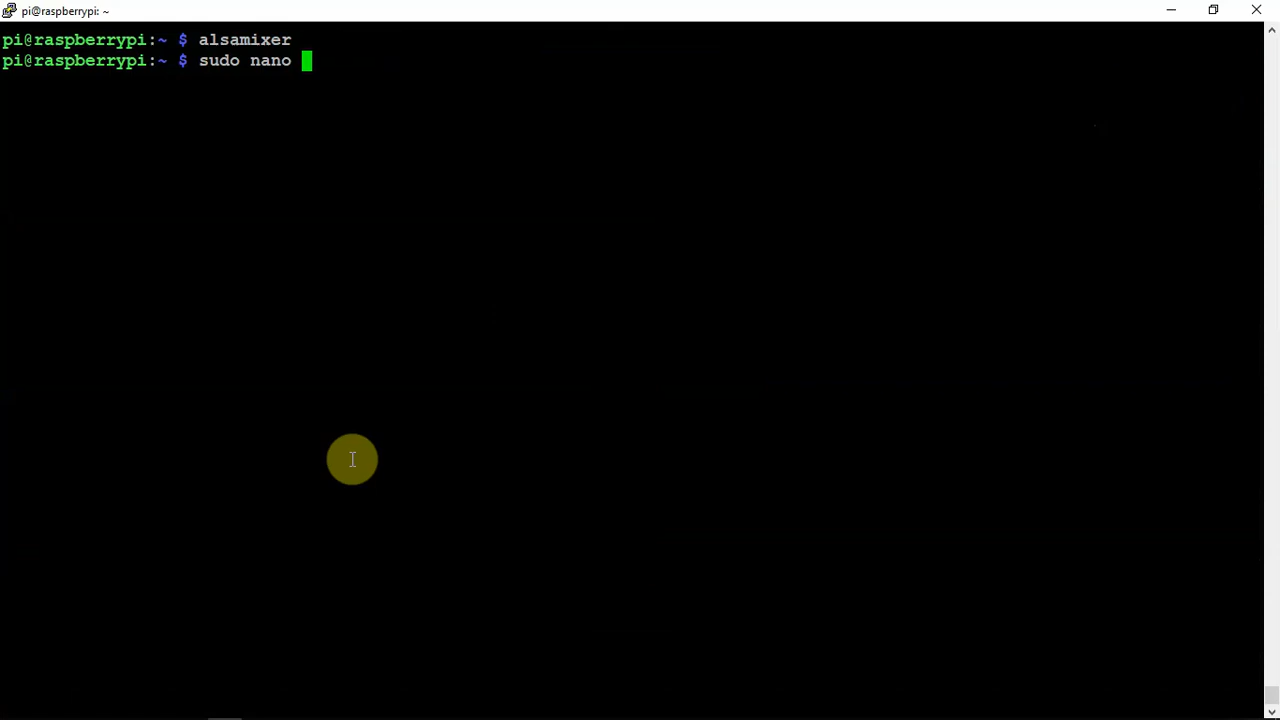 pi@raspberrypi: ~
pi@raspberrypi:~ $ alsamixer
pi@raspberrypi:~ $ sudo nano